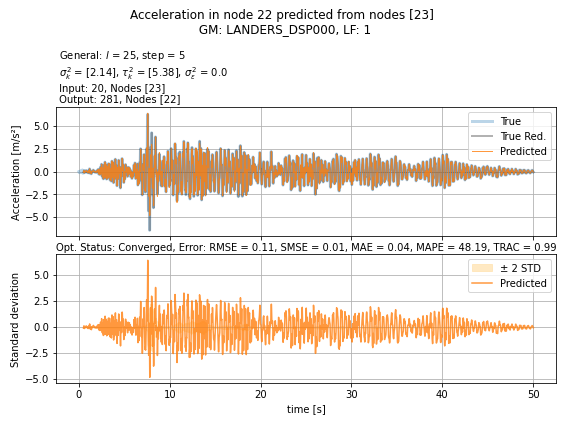 Acceleration in node 22 predicted from nodes [23]
GM: LANDERS_DSP000, LF: 1
General: l = 25, step = 5
σ²ₖ = [2.14], τ²ₖ = [5.38], σ²ε = 0.0
Input: 20, Nodes [23]
Output: 281, Nodes [22]
Acceleration [m/s²]
5.0
2.5
0.0
−2.5
−5.0
True
True Red.
Predicted
Opt. Status: Converged, Error: RMSE = 0.11, SMSE = 0.01, MAE = 0.04, MAPE = 48.19, TRAC = 0.99
Standard deviation
5.0
2.5
0.0
−2.5
−5.0
± 2 STD
Predicted
0 10 20 30 40 50
time [s]